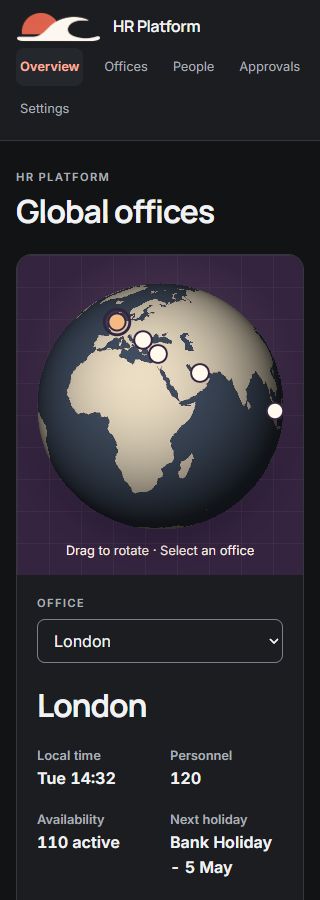 HR Platform
Overview Offices People Approvals
Settings
HR PLATFORM
Global offices
Drag to rotate · Select an office
OFFICE
London
London
Local time Personnel
Tue 14:32 120
Availability Next holiday
110 active Bank Holiday
- 5 May